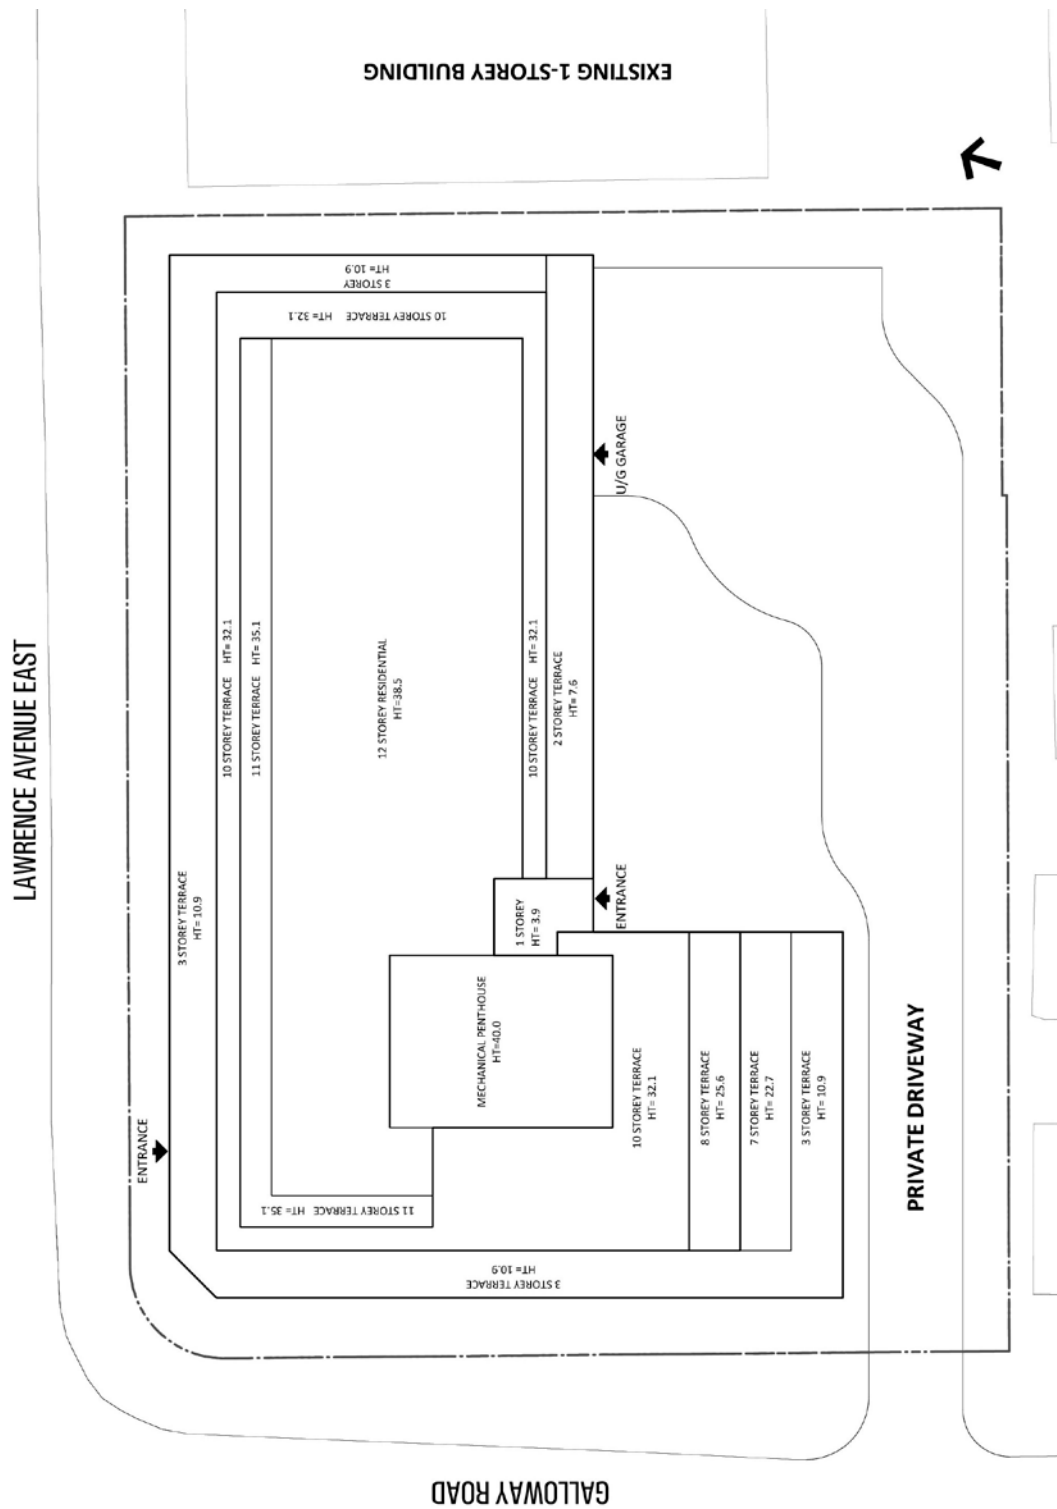 EXISTING 1-STOREY BUILDING
LAWRENCE AVENUE EAST
3 STOREY
HT= 10.9
10 STOREY TERRACE HT= 32.1
U/G GARAGE
10 STOREY TERRACE HT= 32.1
11 STOREY TERRACE HT= 35.1
12 STOREY RESIDENTIAL
HT=38.5
10 STOREY TERRACE HT= 32.1
2 STOREY TERRACE
HT= 7.6
3 STOREY TERRACE
HT= 10.9
1 STOREY
HT= 3.9
ENTRANCE
MECHANICAL PENTHOUSE
HT=40.0
ENTRANCE
10 STOREY TERRACE
HT= 32.1
8 STOREY TERRACE
HT= 25.6
7 STOREY TERRACE
HT= 22.7
3 STOREY TERRACE
HT= 10.9
PRIVATE DRIVEWAY
11 STOREY TERRACE HT= 35.1
3 STOREY TERRACE
HT= 10.9
GALLOWAY ROAD